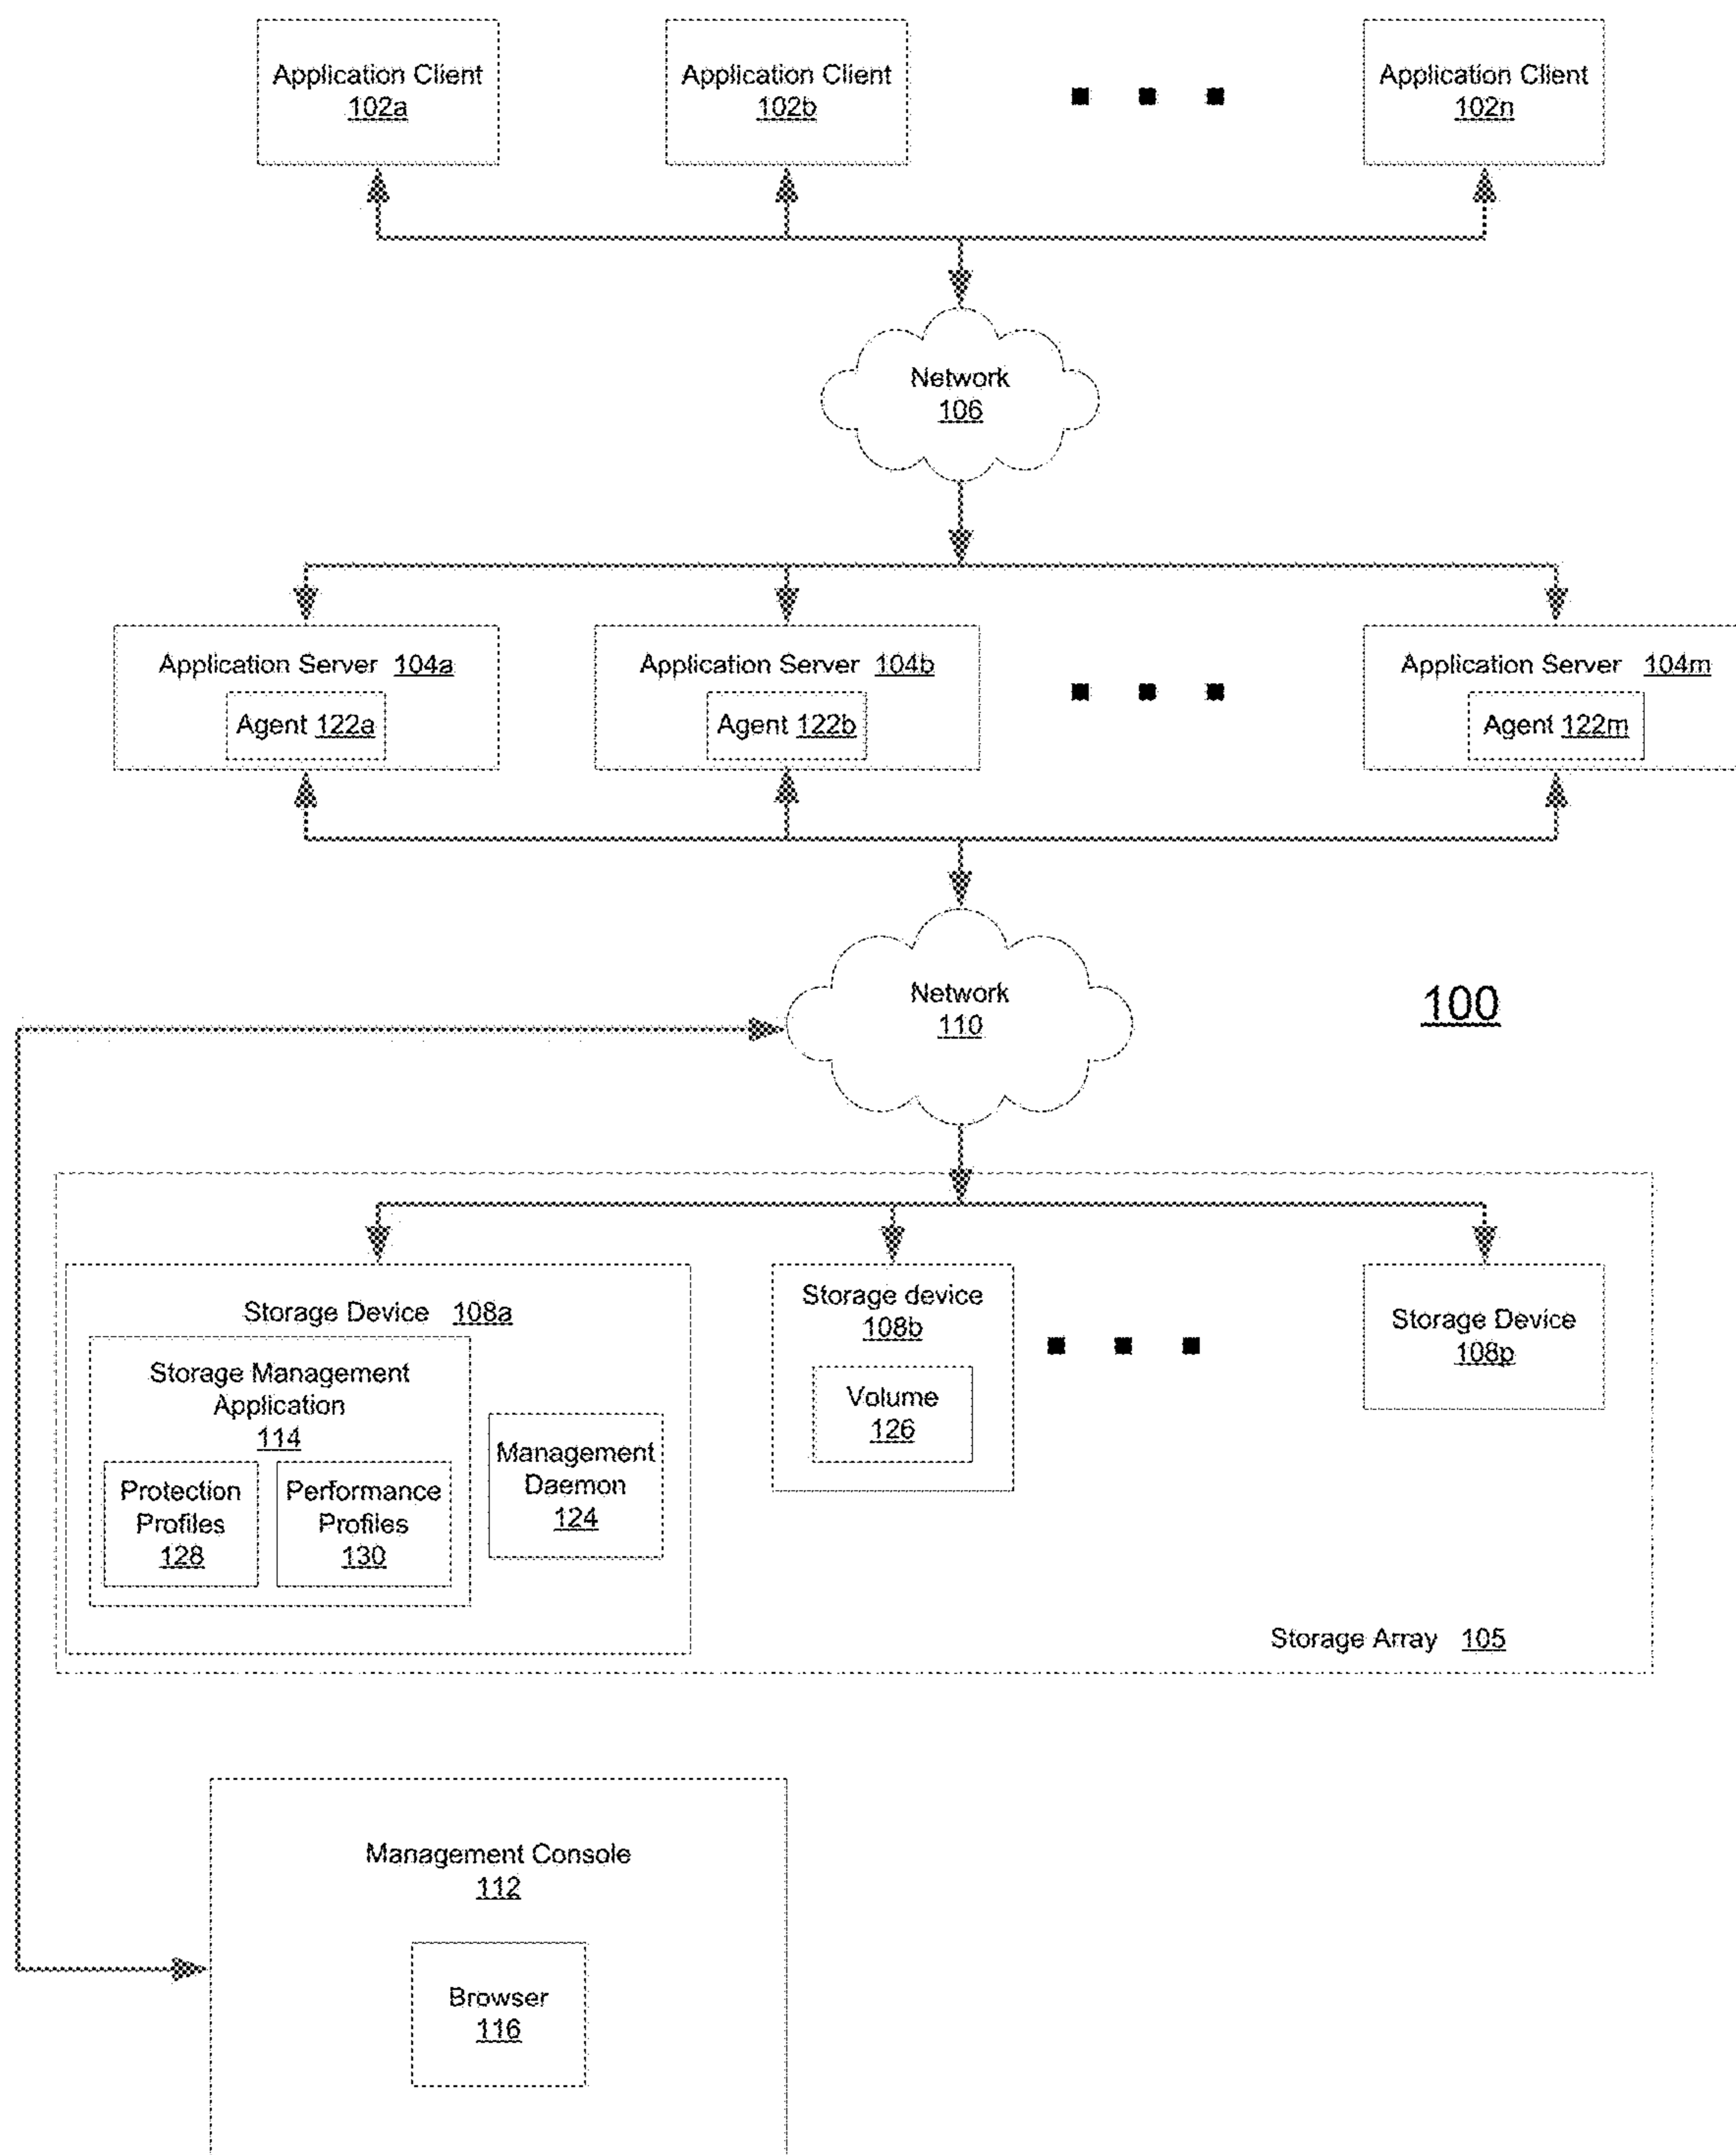 Application Client
102a
Application Client
102b
Application Client
102n
Network
106
Application Server 104a
Agent 122a
Application Server 104b
Agent 122b
Application Server 104m
Agent 122m
Network
110
100
Storage Device 108a
Storage Management
Application
114
Protection
Profiles
128
Performance
Profiles
130
Management
Daemon
124
Storage device
108b
Volume
126
Storage Device
108p
Storage Array 105
Management Console
112
Browser
116